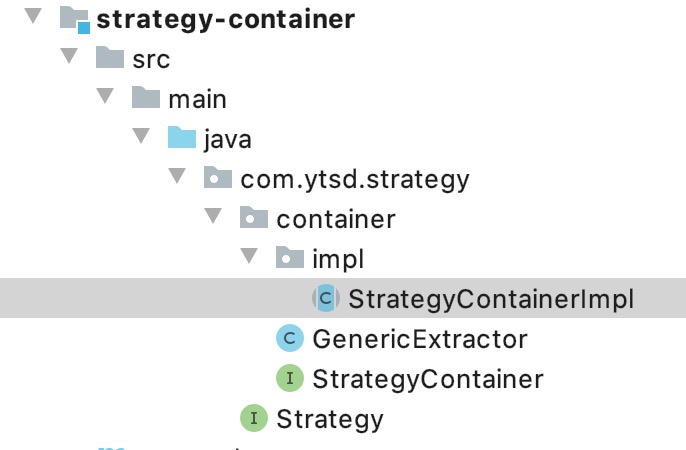 strategy-container
src
main
java
com.ytsd.strategy
container
impl
C StrategyContainerImpl
C GenericExtractor
I StrategyContainer
I Strategy